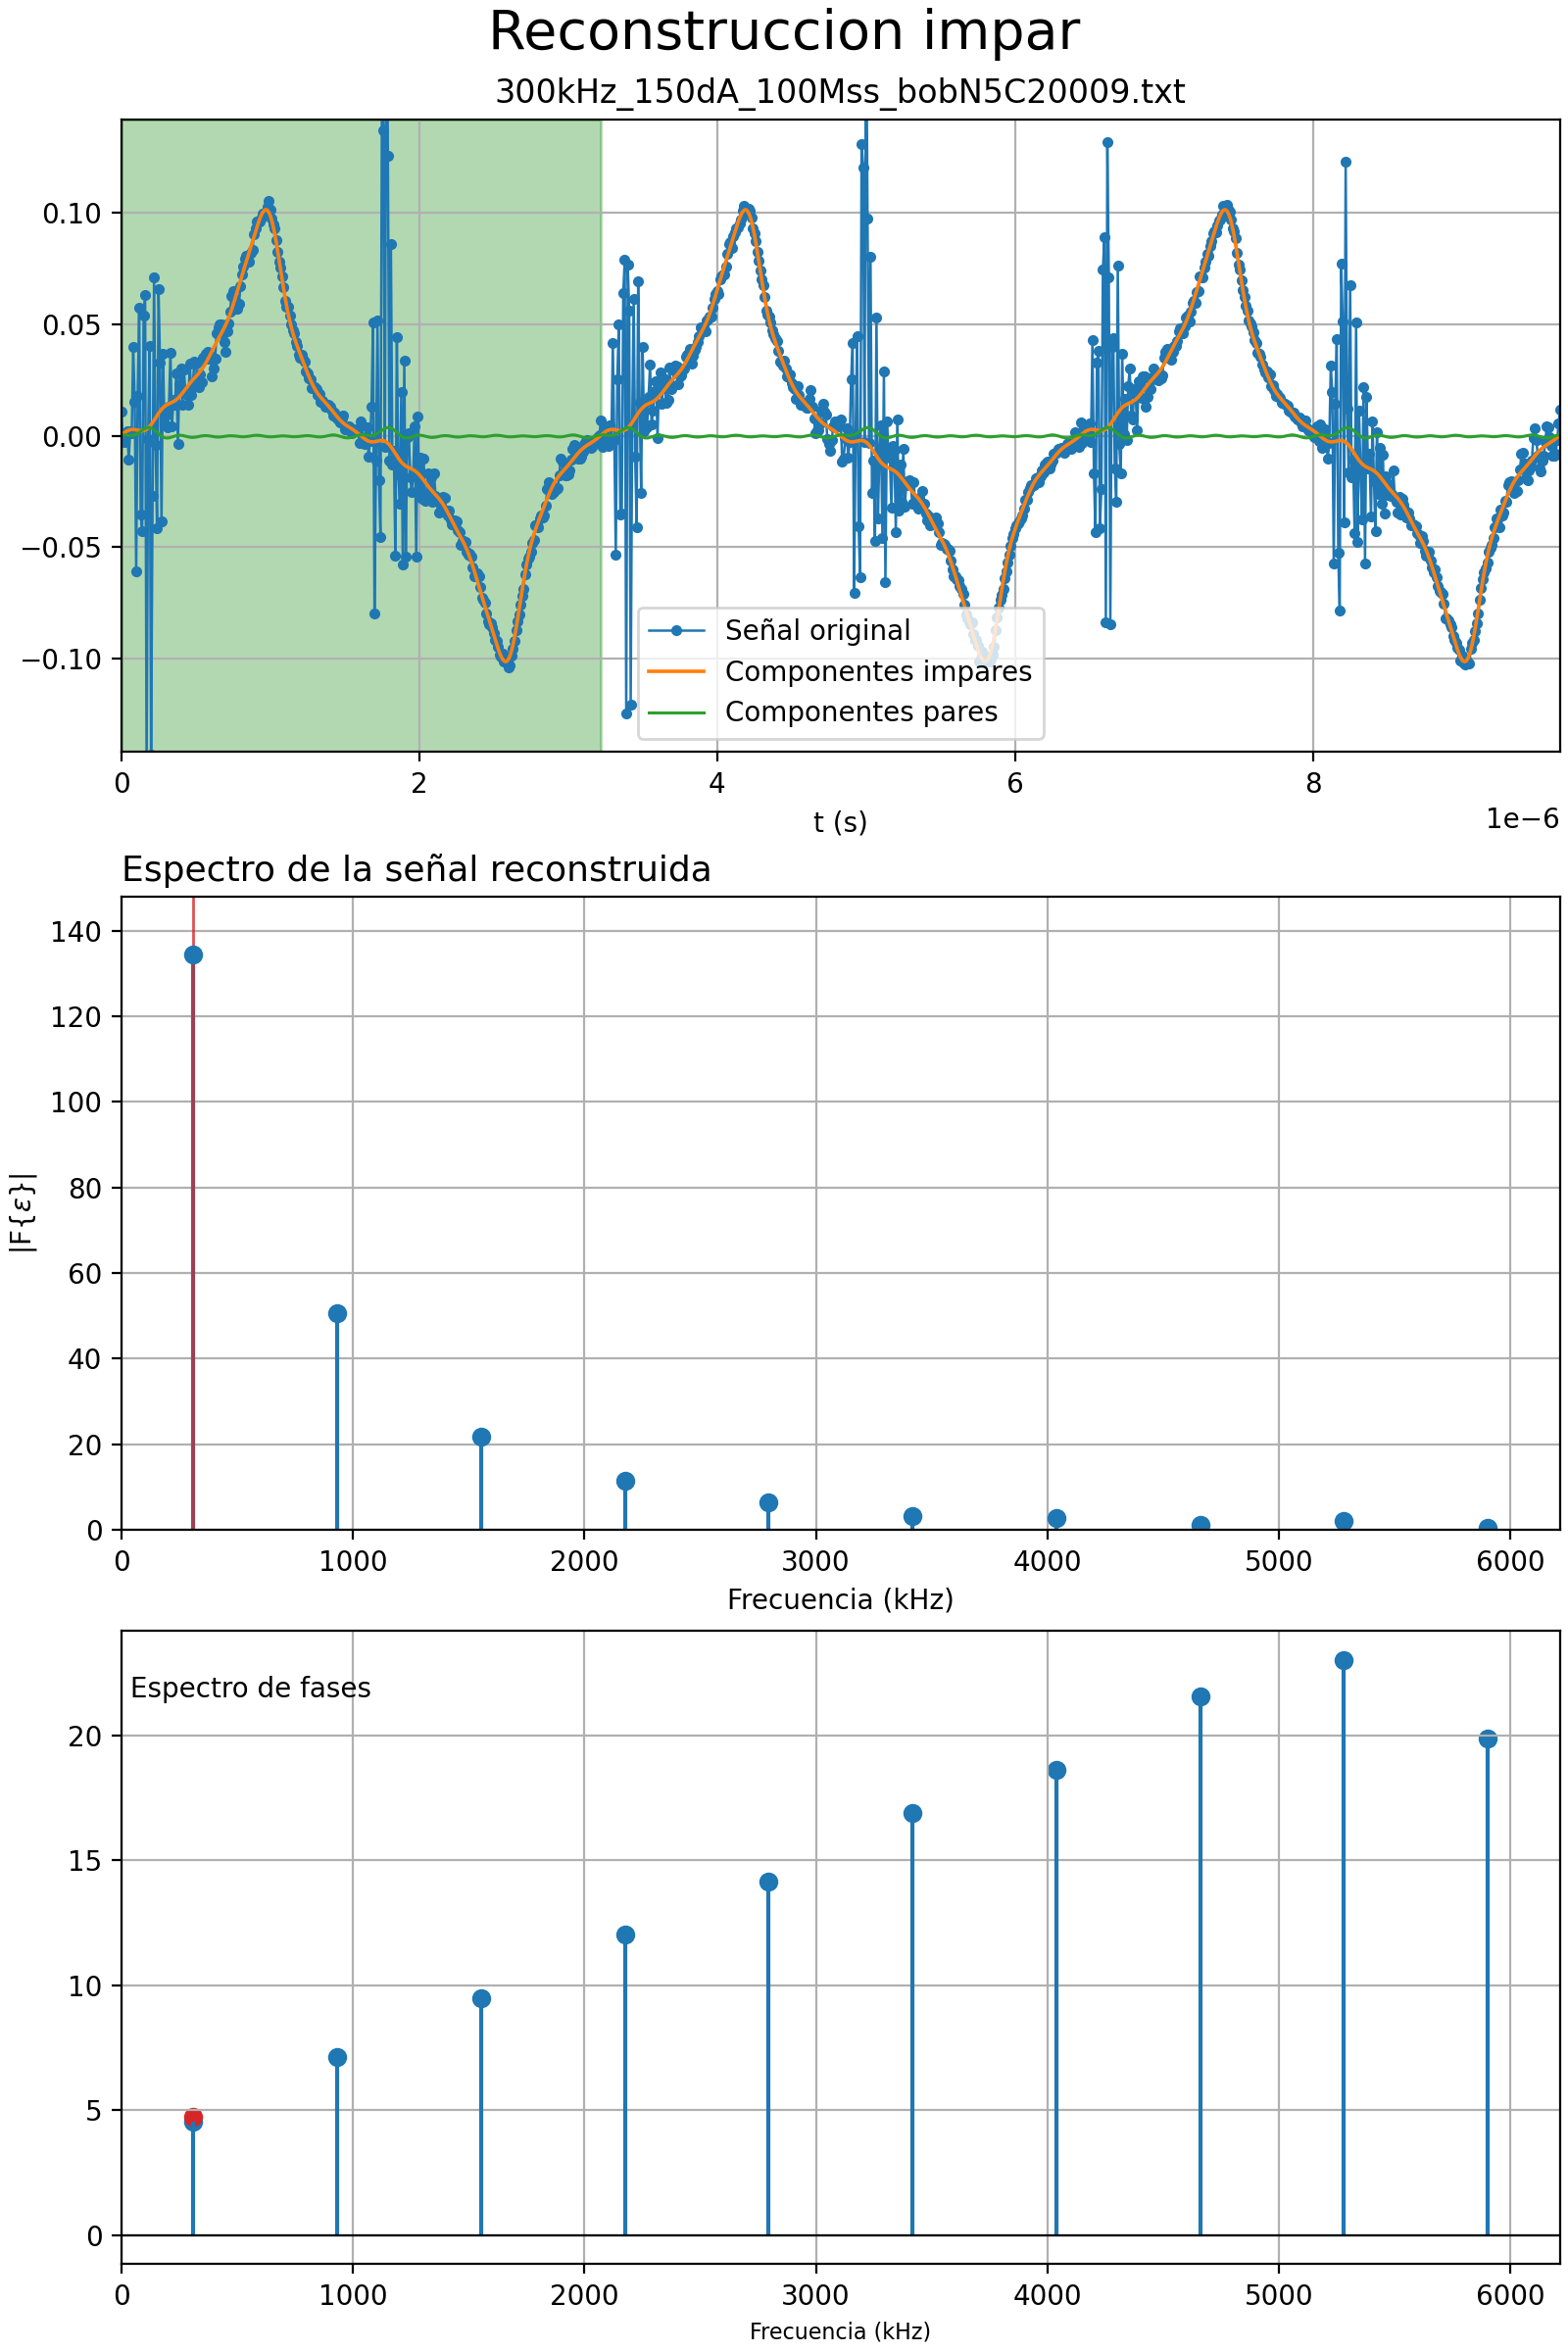 Reconstruccion impar
300kHz_150dA_100Mss_bobN5C20009.txt
0.10
0.05
0.00
−0.05
−0.10
Señal original
Componentes impares
Componentes pares
0 2 4 6 8
t (s)
1e−6
Espectro de la señal reconstruida
140
120
100
80
60
40
20
0
|F{ε}|
0 1000 2000 3000 4000 5000 6000
Frecuencia (kHz)
Espectro de fases
20
15
10
5
0
0 1000 2000 3000 4000 5000 6000
Frecuencia (kHz)